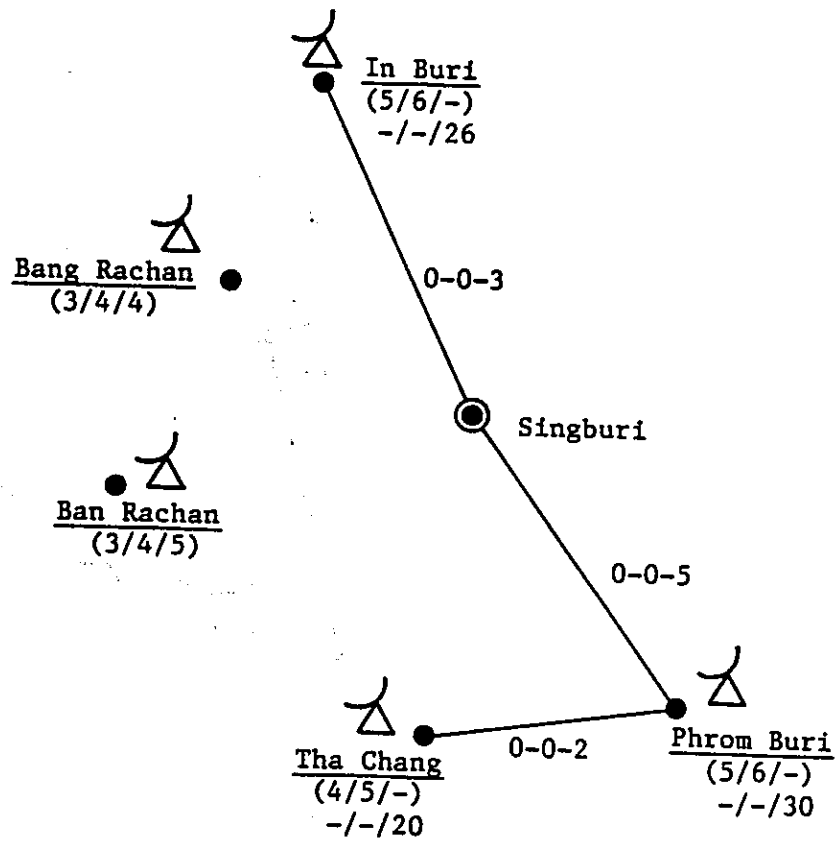 In Buri
(5/6/-)
-/-/26
Bang Rachan
(3/4/4)
0-0-3
Singburi
Ban Rachan
(3/4/5)
0-0-5
Tha Chang
(4/5/-)
-/-/20
0-0-2
Phrom Buri
(5/6/-)
-/-/30